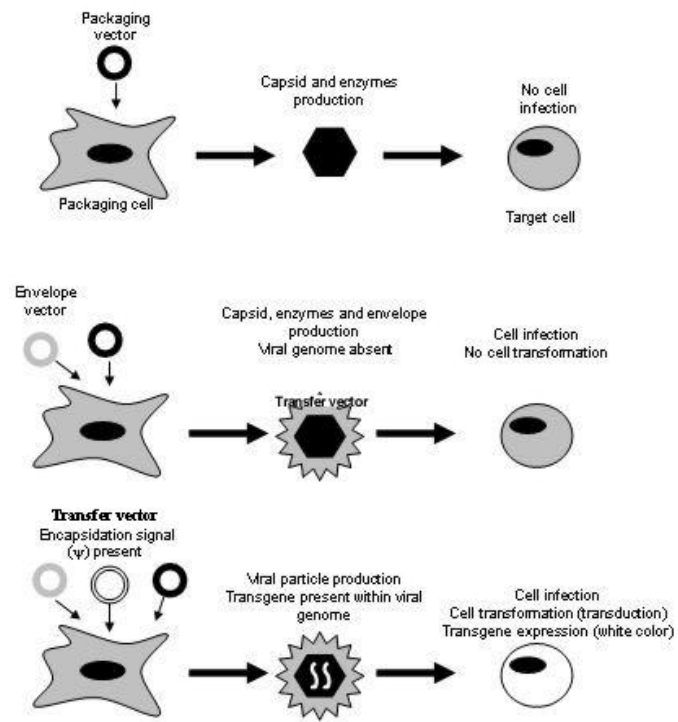 Packaging
vector
Capsid and enzymes
production
No cell
infection
Packaging cell
Target cell
Envelope
vector
Capsid, enzymes and envelope
production
Viral genome absent
Cell infection
No cell transformation
Transfer vector
Transfer vector
Encapsidation signal
(ψ) present
Viral particle production
Transgene present within viral
genome
Cell infection
Cell transformation (transduction)
Transgene expression (white color)